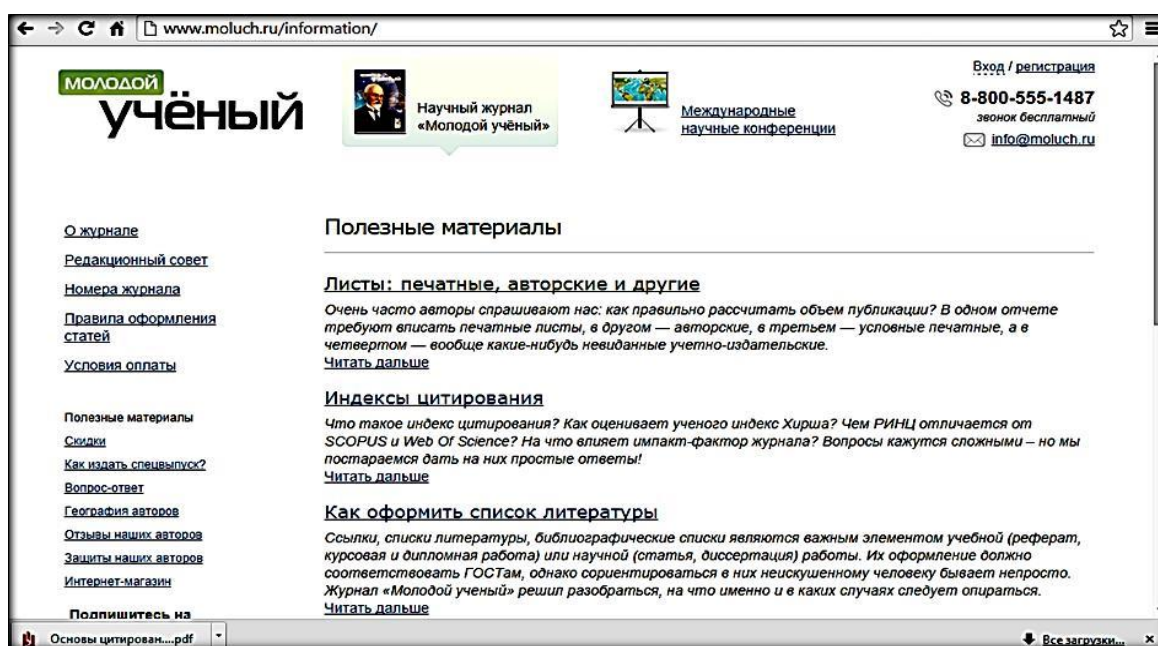 www.moluch.ru/information/
МОЛОДОЙ
учёный
Научный журнал
«Молодой учёный»
Международные
научные конференции
Вход / регистрация
8-800-555-1487
звонок бесплатный
info@moluch.ru
О журнале
Редакционный совет
Номера журнала
Правила оформления
статей
Условия оплаты
Полезные материалы
Скидки
Как издать спецвыпуск?
Вопрос-ответ
География авторов
Отзывы наших авторов
Защиты наших авторов
Интернет-магазин
Подпишитесь на
Полезные материалы
Листы: печатные, авторские и другие
Очень часто авторы спрашивают нас: как правильно рассчитать объем публикации? В одном отчете
требуют вписать печатные листы, в другом — авторские, в третьем — условные печатные, а в
четвертом — вообще какие-нибудь невиданные учетно-издательские.
Читать дальше
Индексы цитирования
Что такое индекс цитирования? Как оценивает ученого индекс Хирша? Чем РИНЦ отличается от
SCOPUS и Web Of Science? На что влияет импакт-фактор журнала? Вопросы кажутся сложными – но мы
постараемся дать на них простые ответы!
Читать дальше
Как оформить список литературы
Ссылки, списки литературы, библиографические списки являются важным элементом учебной (реферат,
курсовая и дипломная работа) или научной (статья, диссертация) работы. Их оформление должно
соответствовать ГОСТам, однако сориентироваться в них неискушенному человеку бывает непросто.
Журнал «Молодой ученый» решил разобраться, на что именно и в каких случаях следует опираться.
Читать дальше
Основы цитирован....pdf
Все загрузки...